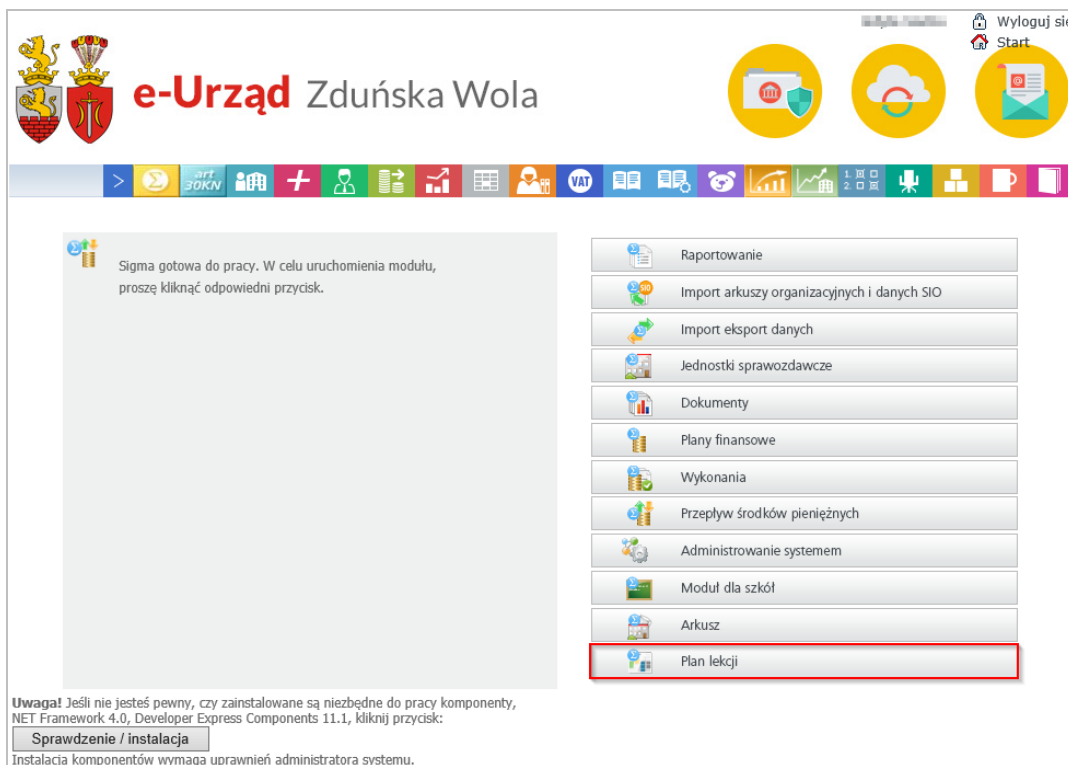 Wyloguj się
Start
e-Urząd Zduńska Wola
> Σ art 30KN VAT 1. 2.
Sigma gotowa do pracy. W celu uruchomienia modułu,
proszę kliknąć odpowiedni przycisk.
Raportowanie
Import arkuszy organizacyjnych i danych SIO
Import eksport danych
Jednostki sprawozdawcze
Dokumenty
Plany finansowe
Wykonania
Przepływ środków pieniężnych
Administrowanie systemem
Moduł dla szkół
Arkusz
Plan lekcji
Uwaga! Jeśli nie jesteś pewny, czy zainstalowane są niezbędne do pracy komponenty,
NET Framework 4.0, Developer Express Components 11.1, kliknij przycisk:
Sprawdzenie / instalacja
Instalacja komponentów wymaga uprawnień administratora systemu.